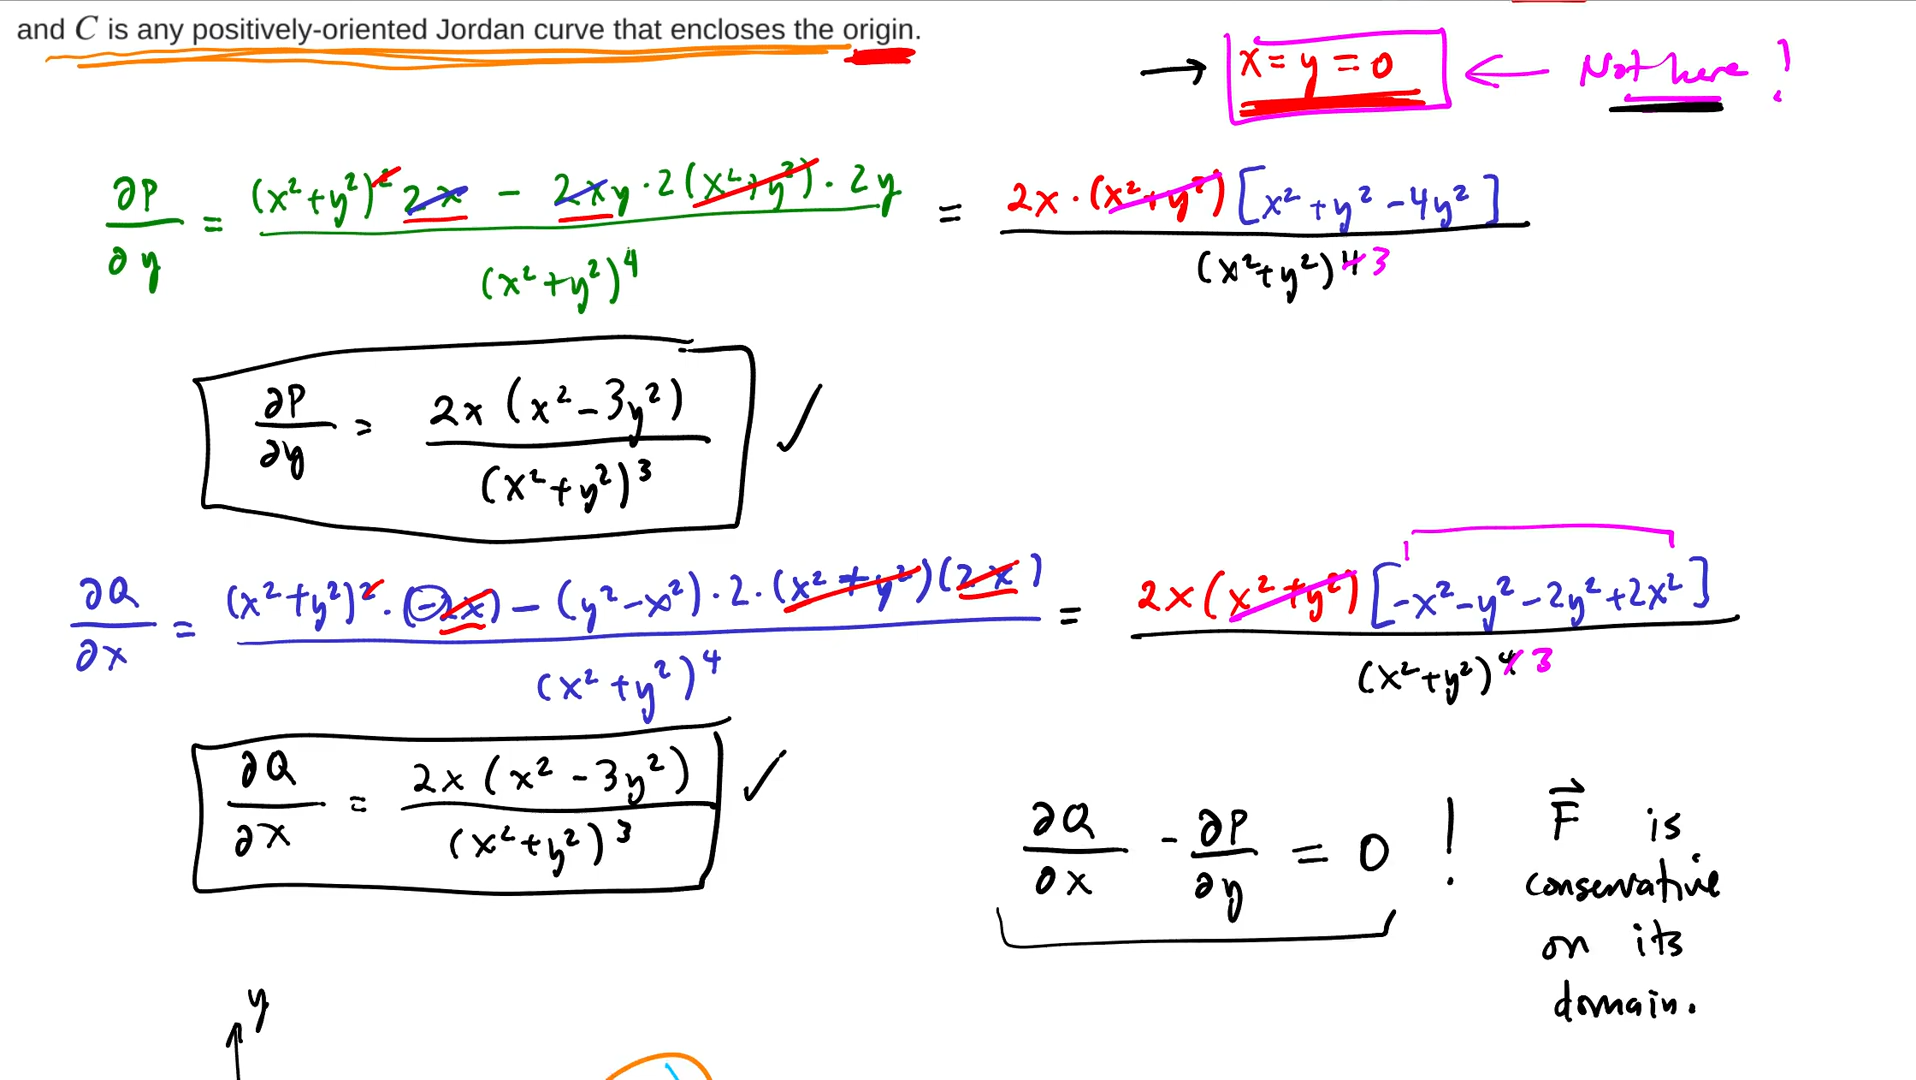 and C is any positively-oriented Jordan curve that encloses the origin.
→ x = y = 0 ← Not here !
∂P/∂y = ((x²+y²)² 2x − 2xy·2(x²+y²)·2y) / (x²+y²)⁴ = (2x·(x²+y²)[x²+y²−4y²]) / (x²+y²)⁴ 3
∂P/∂y = 2x(x²−3y²) / (x²+y²)³ ✓
∂Q/∂x = ((x²+y²)²·(−2x) − (y²−x²)·2·(x²+y²)(2x)) / (x²+y²)⁴ = (2x(x²+y²)[−x²−y²−2y²+2x²]) / (x²+y²)⁴ 3
∂Q/∂x = 2x(x²−3y²) / (x²+y²)³ ✓
∂Q/∂x − ∂P/∂y = 0 !
F⃗ is
conservative
on its
domain.
y